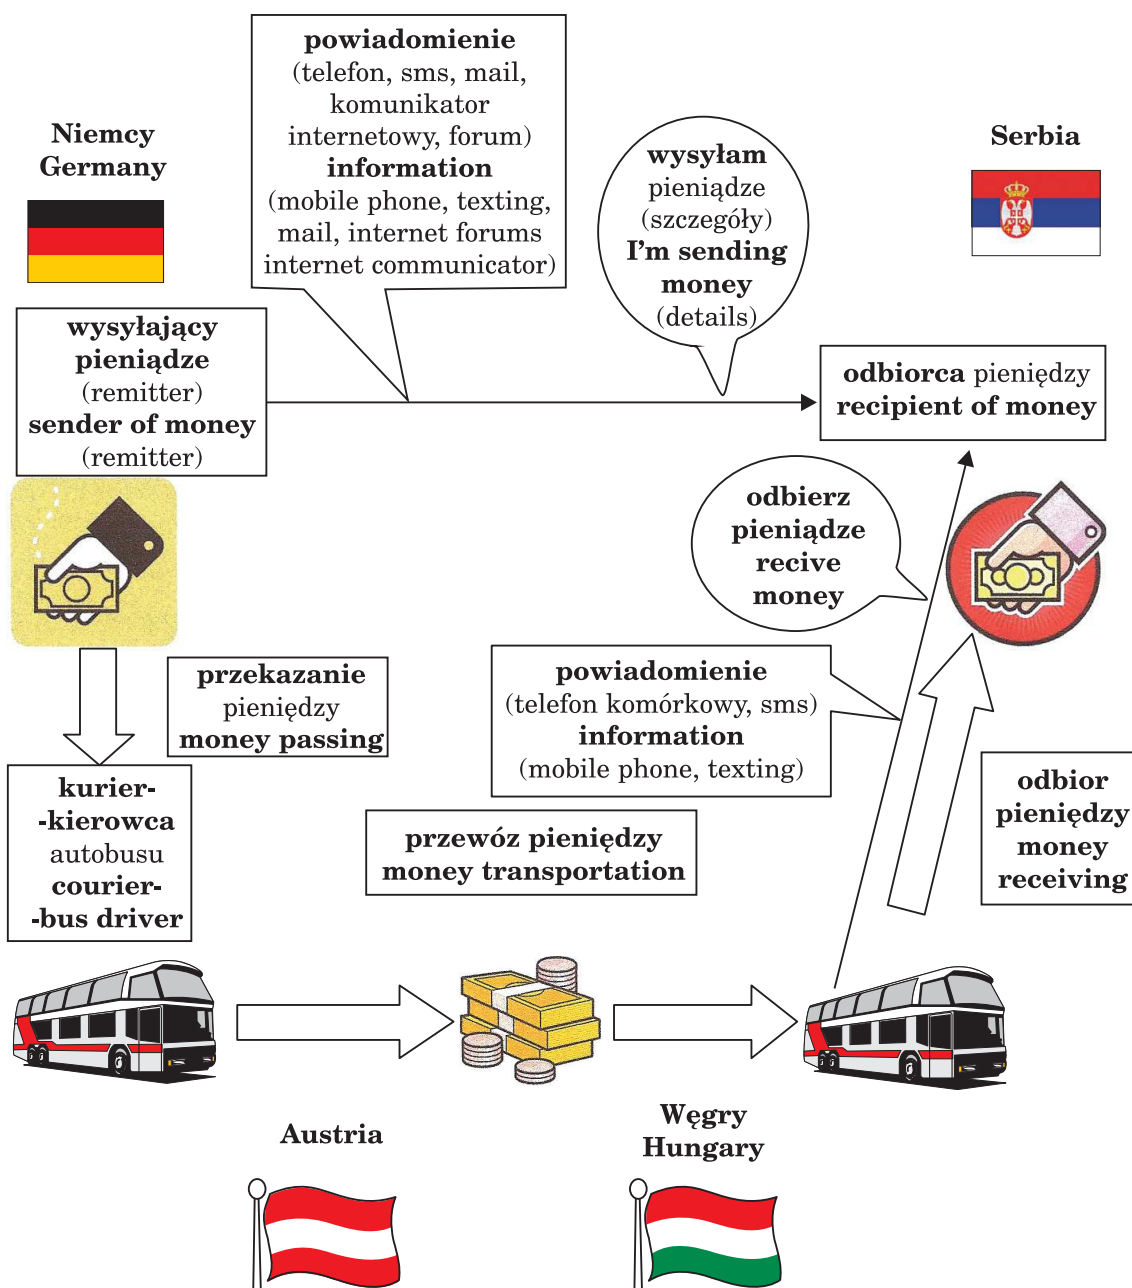 powiadomienie
(telefon, sms, mail,
komunikator
internetowy, forum)
information
(mobile phone, texting,
mail, internet forums
internet communicator)
Niemcy
Germany
wysyłam
pieniądze
(szczegóły)
I'm sending
money
(details)
Serbia
wysyłający
pieniądze
(remitter)
sender of money
(remitter)
odbiorca pieniędzy
recipient of money
odbierz
pieniądze
recive
money
przekazanie
pieniędzy
money passing
powiadomienie
(telefon komórkowy, sms)
information
(mobile phone, texting)
kurier-
-kierowca
autobusu
courier-
-bus driver
przewóz pieniędzy
money transportation
odbior
pieniędzy
money
receiving
Austria
Węgry
Hungary